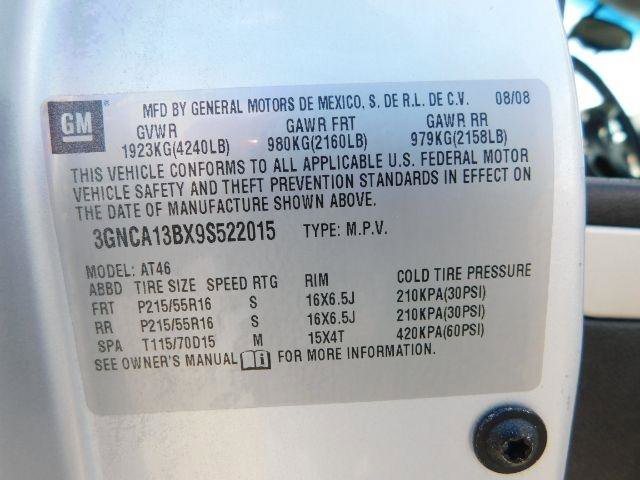 GM MFD BY GENERAL MOTORS DE MEXICO, S. DE R.L. DE C.V. 08/08
GVWR GAWR FRT GAWR RR
1923KG(4240LB) 980KG(2160LB) 979KG(2158LB)
THIS VEHICLE CONFORMS TO ALL APPLICABLE U.S. FEDERAL MOTOR
VEHICLE SAFETY AND THEFT PREVENTION STANDARDS IN EFFECT ON
THE DATE OF MANUFACTURE SHOWN ABOVE.
3GNCA13BX9S522015 TYPE: M.P.V.
MODEL: AT46
ABBD TIRE SIZE SPEED RTG RIM COLD TIRE PRESSURE
FRT P215/55R16 S 16X6.5J 210KPA(30PSI)
RR P215/55R16 S 16X6.5J 210KPA(30PSI)
SPA T115/70D15 M 15X4T 420KPA(60PSI)
SEE OWNER'S MANUAL FOR MORE INFORMATION.